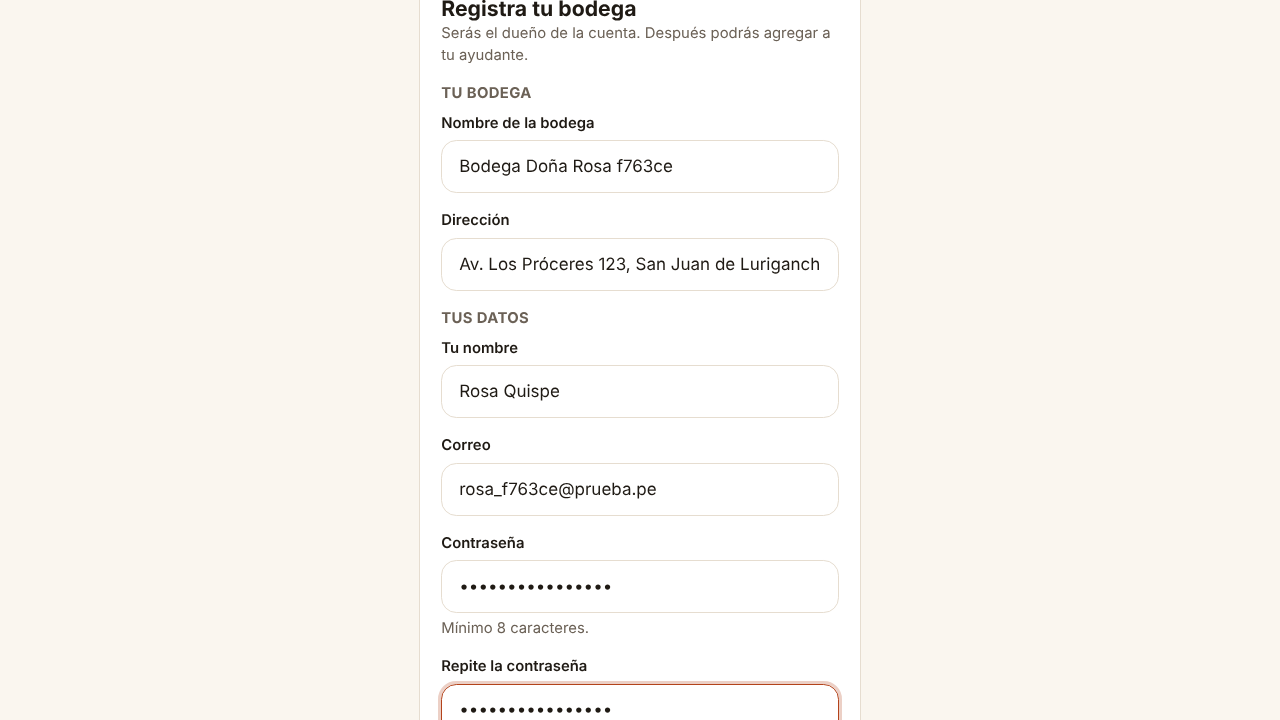 Registra tu bodega
Serás el dueño de la cuenta. Después podrás agregar a
tu ayudante.
TU BODEGA
Nombre de la bodega
Bodega Doña Rosa f763ce
Dirección
Av. Los Próceres 123, San Juan de Luriganch
TUS DATOS
Tu nombre
Rosa Quispe
Correo
rosa_f763ce@prueba.pe
Contraseña
••••••••••••••••
Mínimo 8 caracteres.
Repite la contraseña
••••••••••••••••